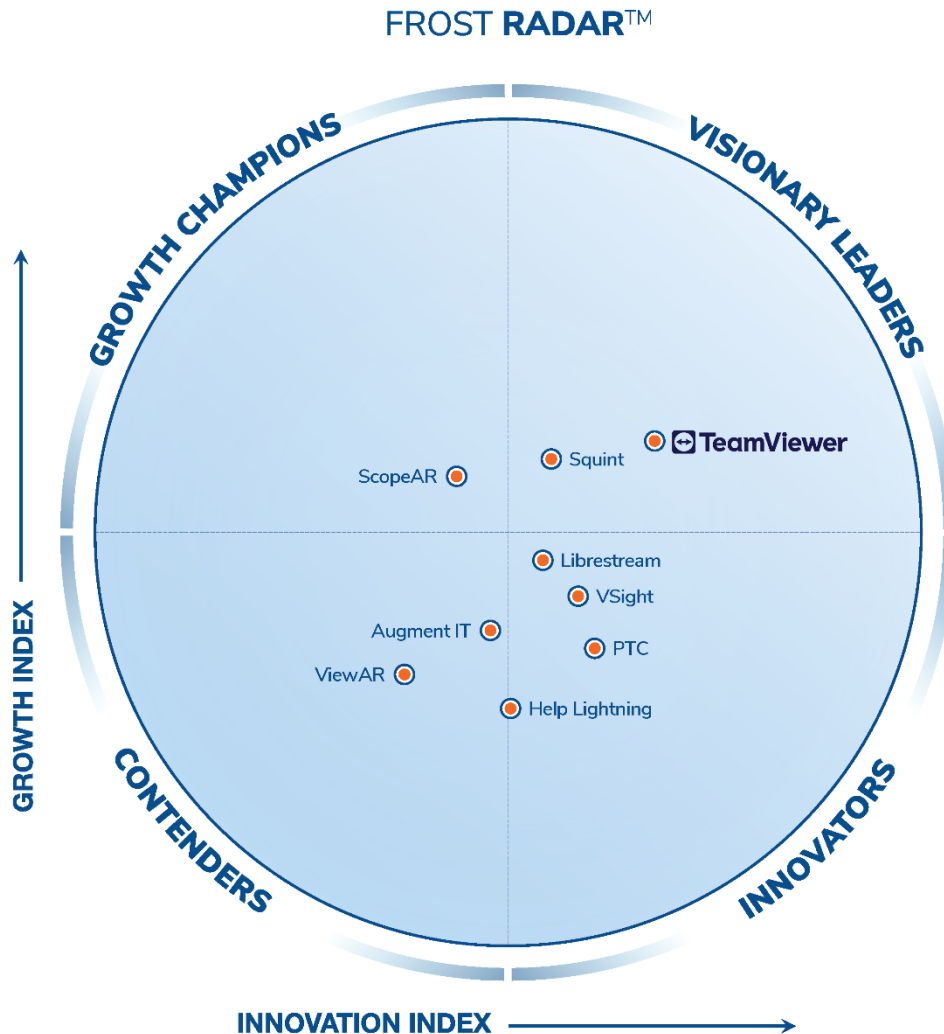 FROST RADAR™
GROWTH CHAMPIONS
VISIONARY LEADERS
TeamViewer
Squint
ScopeAR
Librestream
VSight
Augment IT
PTC
ViewAR
Help Lightning
GROWTH INDEX
CONTENDERS
INNOVATORS
INNOVATION INDEX